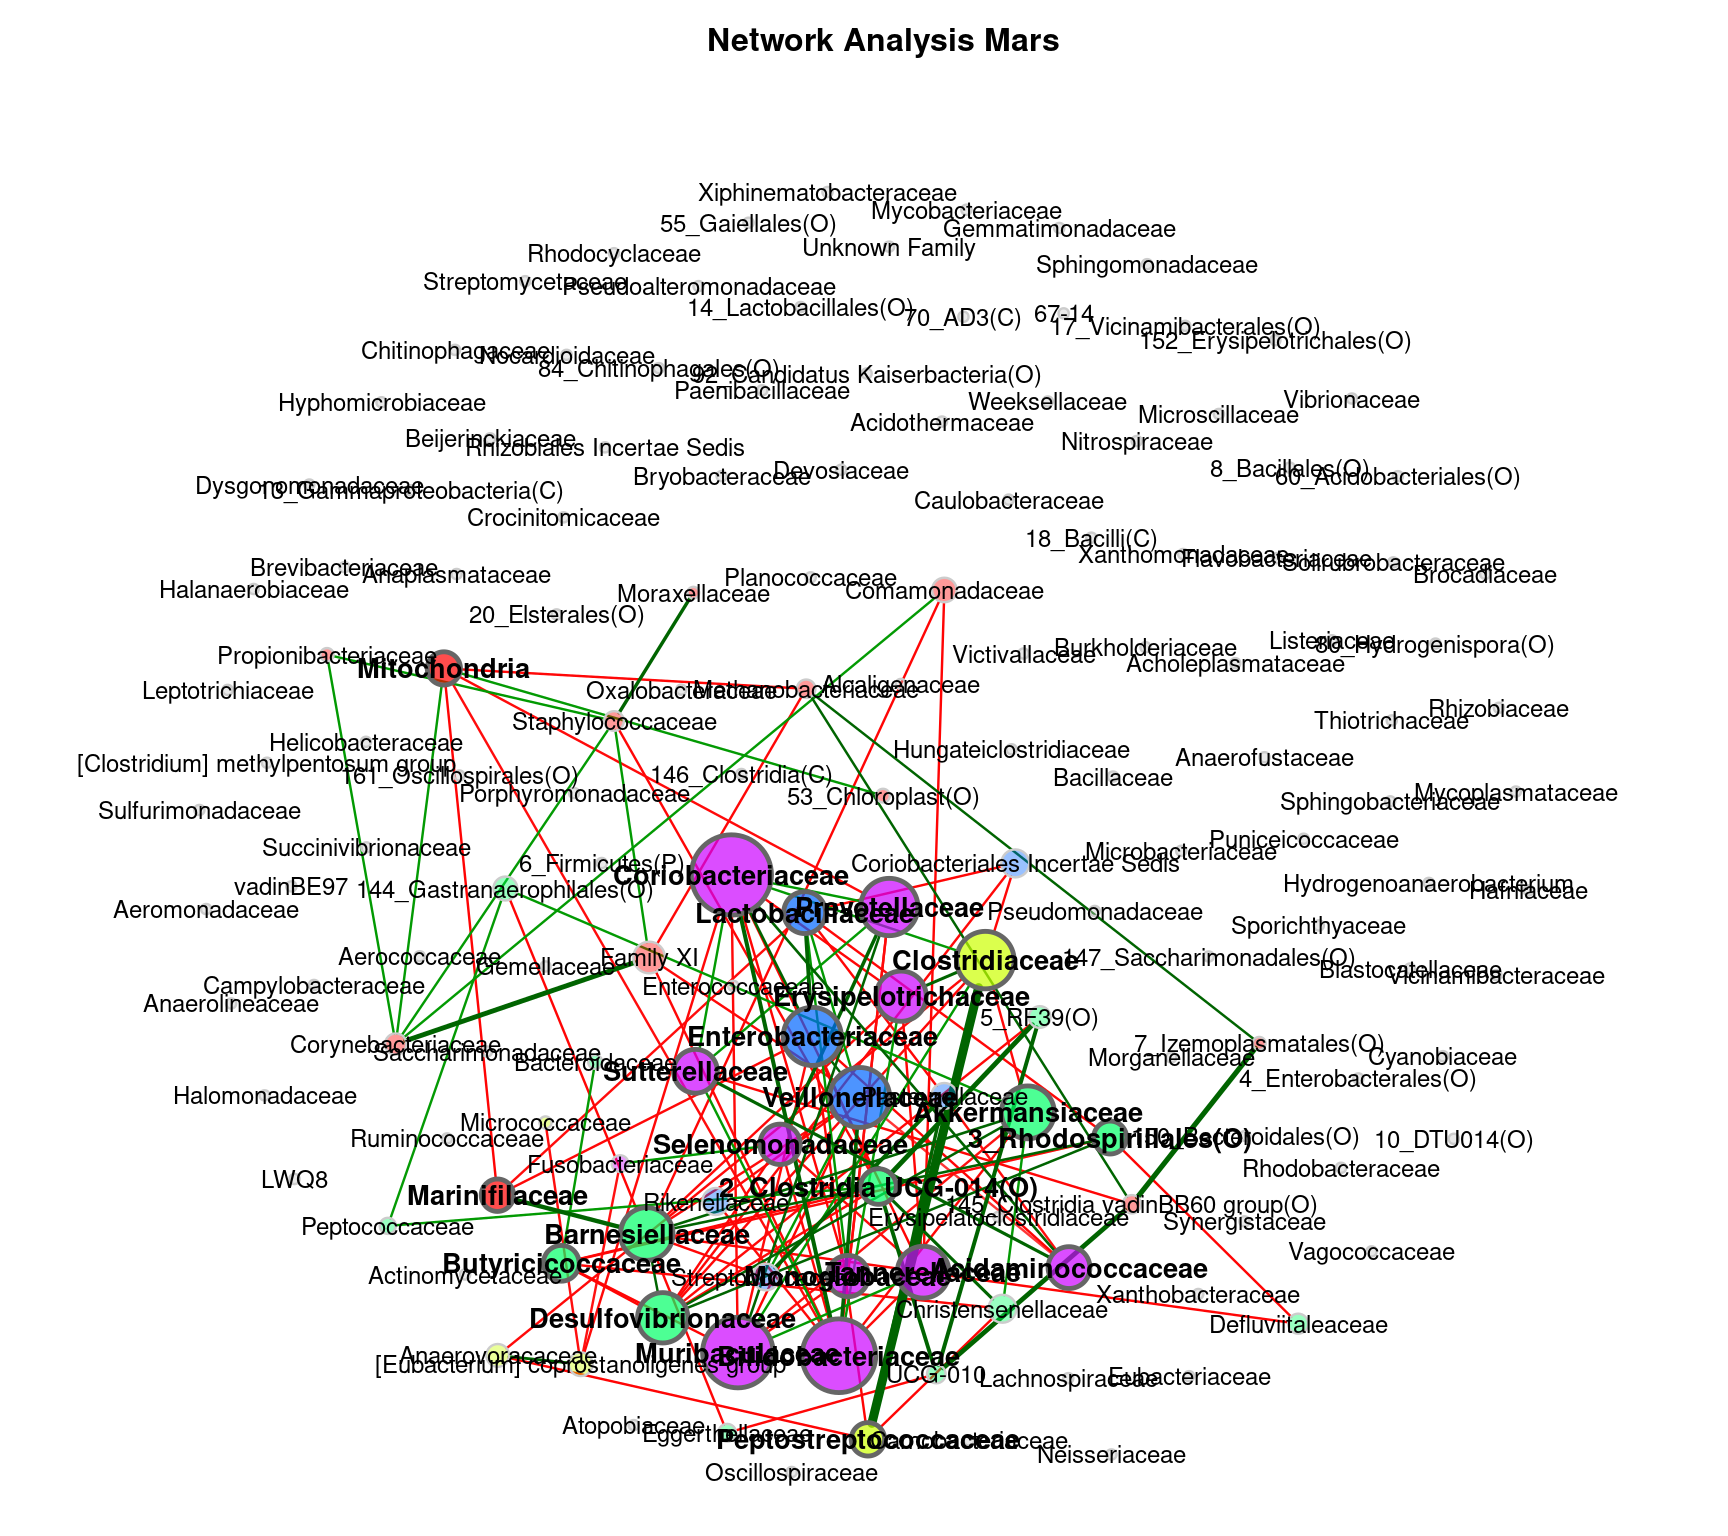 Network Analysis Mars
Xiphinematobacteraceae
Mycobacteriaceae
55_Gaiellales(O)
Gemmatimonadaceae
Unknown Family
Rhodocyclaceae
Sphingomonadaceae
Streptomycetaceae
Pseudoalteromonadaceae
14_Lactobacillales(O)
70_AD3(C)
67-14
17_Vicinamibacterales(O)
152_Erysipelotrichales(O)
Chitinophagaceae
Nocardioidaceae
84_Chitinophagales(O)
92_Candidatus Kaiserbacteria(O)
Paenibacillaceae
Hyphomicrobiaceae
Weeksellaceae
Vibrionaceae
Microscillaceae
Acidothermaceae
Beijerinckiaceae
Rhizobiales Incertae Sedis
Nitrospiraceae
Devosiaceae
8_Bacillales(O)
Bryobacteraceae
60_Acidobacteriales(O)
Dysgonomonadaceae
13_Gammaproteobacteria(C)
Caulobacteraceae
Crocinitomicaceae
18_Bacilli(C)
Xanthomonadaceae
Flavobacteriaceae
Solirubrobacteraceae
Brevibacteriaceae
Anaplasmataceae
Brocadiaceae
Planococcaceae
Halanaerobiaceae
Moraxellaceae
Comamonadaceae
20_Elsterales(O)
Listeriaceae
80_Hydrogenispora(O)
Burkholderiaceae
Victivallaceae
Propionibacteriaceae
Acholeplasmataceae
Mitochondria
Alcaligenaceae
Leptotrichiaceae
Oxalobacteraceae
Methanobacteriaceae
Rhizobiaceae
Staphylococcaceae
Thiotrichaceae
Helicobacteraceae
Hungateiclostridiaceae
Anaerofustaceae
[Clostridium] methylpentosum group
161_Oscillospirales(O)
146_Clostridia(C)
Bacillaceae
Porphyromonadaceae
53_Chloroplast(O)
Mycoplasmataceae
Sphingobacteriaceae
Sulfurimonadaceae
Puniceicoccaceae
Succinivibrionaceae
Microbacteriaceae
6_Firmicutes(P)
Coriobacteriales Incertae Sedis
Coriobacteriaceae
vadinBE97
144_Gastranaerophilales(O)
Hydrogenoanaerobacterium
Hafniaceae
Aeromonadaceae
Lactobacillaceae
Prevotellaceae
Pseudomonadaceae
Sporichthyaceae
Aerococcaceae
Gemellaceae
Family XI
Clostridiaceae
147_Saccharimonadales(O)
Blastocatellaceae
Vicinamibacteraceae
Campylobacteraceae
Enterococcaceae
Erysipelotrichaceae
Anaerolineaceae
5_RF39(O)
Enterobacteriaceae
Corynebacteriaceae
7_Izemoplasmatales(O)
Saccharimonadaceae
Bacteroidaceae
Morganellaceae
Cyanobiaceae
Sutterellaceae
4_Enterobacterales(O)
Halomonadaceae
Veillonellaceae
Pasteurellaceae
Akkermansiaceae
Micrococcaceae
Ruminococcaceae
Selenomonadaceae
3_Rhodospirillales(O)
10_DTU014(O)
Fusobacteriaceae
Rhodobacteraceae
LWQ8
Marinifilaceae
2_Clostridia UCG-014(O)
Rikenellaceae
145_Clostridia vadinBB60 group(O)
Erysipelatoclostridiaceae
Synergistaceae
Peptococcaceae
Barnesiellaceae
Vagococcaceae
Butyricicoccaceae
Actinomycetaceae
Streptococcaceae
Monoglobaceae
Tannerellaceae
Acidaminococcaceae
Xanthobacteraceae
Christensenellaceae
Desulfovibrionaceae
Defluviitaleaceae
Anaerovoracaceae
[Eubacterium] coprostanoligenes group
Muribaculaceae
Bifidobacteriaceae
UCG-010
Lachnospiraceae
Eubacteriaceae
Atopobiaceae
Eggerthellaceae
Peptostreptococcaceae
Carnobacteriaceae
Neisseriaceae
Oscillospiraceae